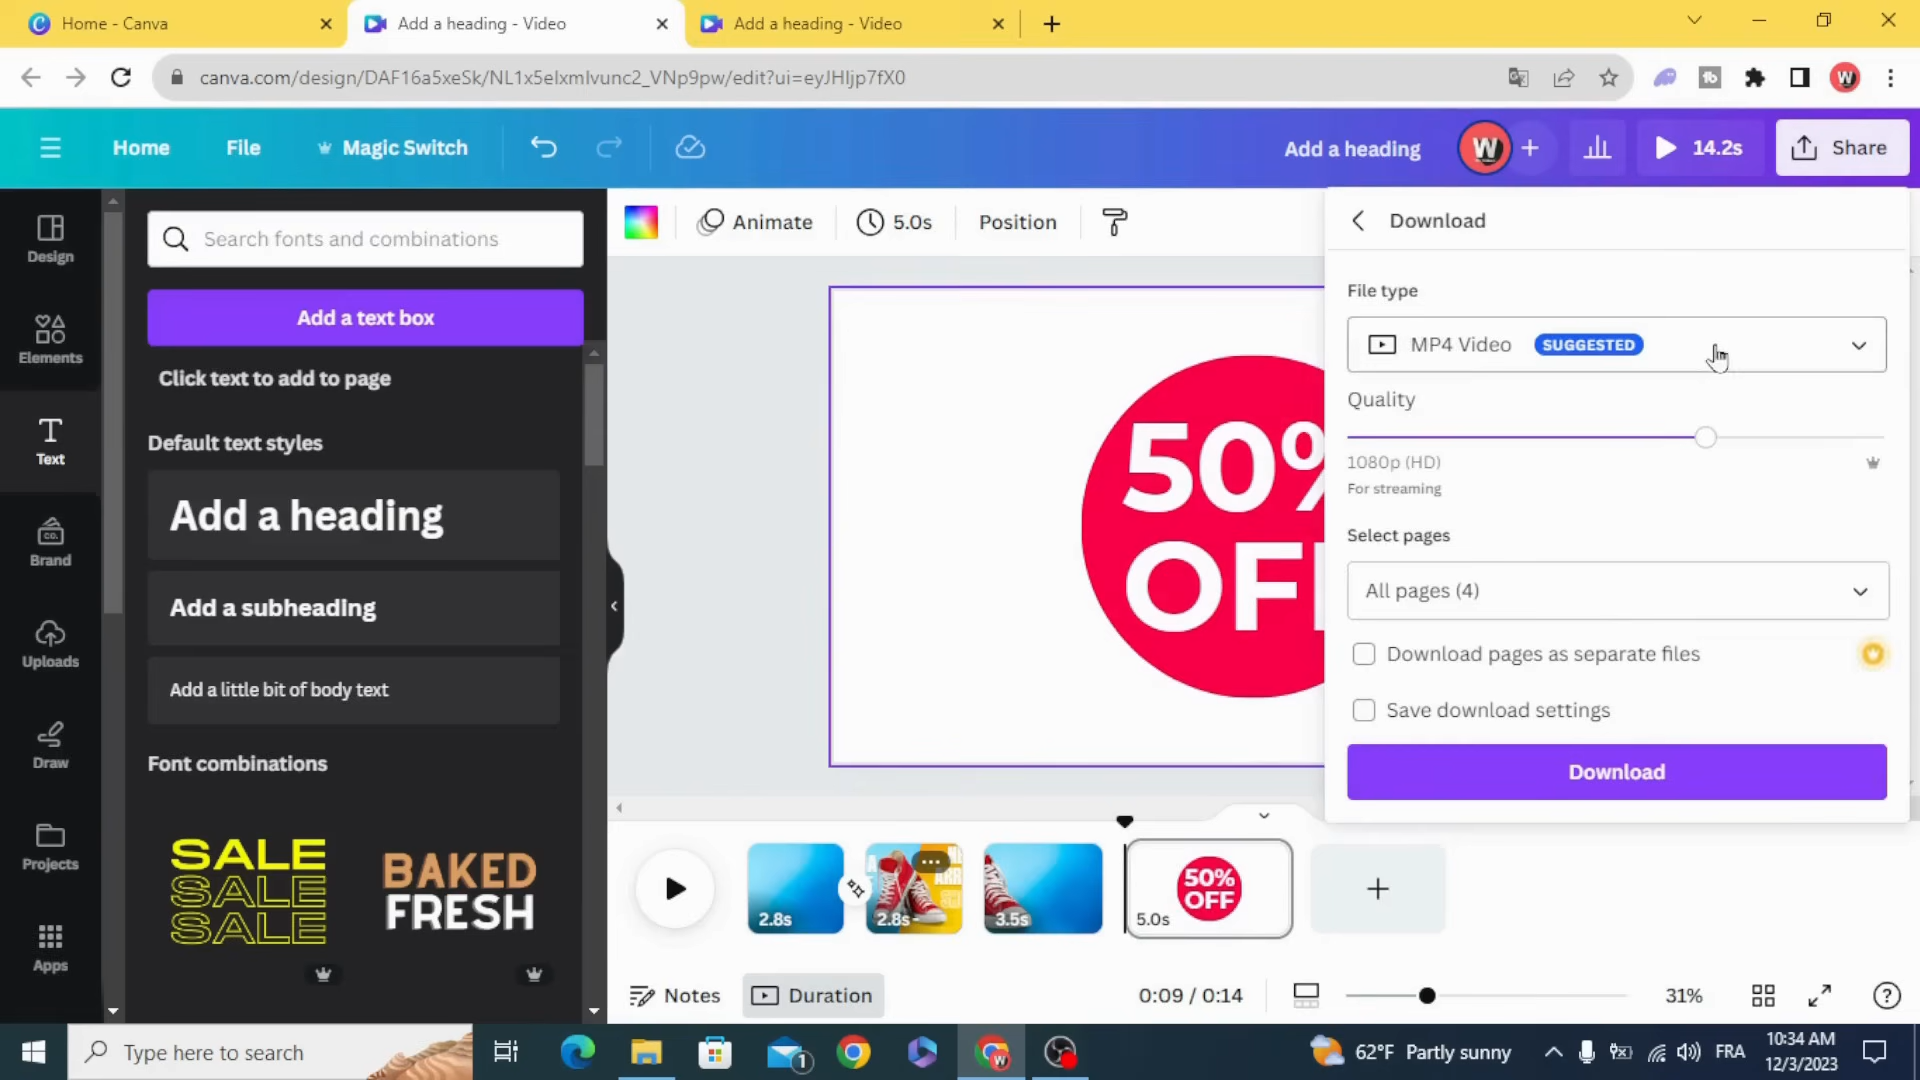 Home - Canva
Add a heading - Video
Add a heading - Video
canva.com/design/DAF16a5xeSk/NL1x5elxmlvunc2_VNp9pw/edit?ui=eyJHIjp7fX0
Home
File
Magic Switch
Add a heading
W
14.2s
Share
Design
Elements
Text
Brand
Uploads
Draw
Projects
Apps
Search fonts and combinations
Add a text box
Click text to add to page
Default text styles
Add a heading
Add a subheading
Add a little bit of body text
Font combinations
SALE
SALE
SALE
BAKED
FRESH
Animate
5.0s
Position
50%
OFF
Download
File type
MP4 Video
SUGGESTED
Quality
1080p (HD)
For streaming
Select pages
All pages (4)
Download pages as separate files
Save download settings
Download
2.8s
2.8s
3.5s
5.0s
50%
OFF
Notes
Duration
0:09 / 0:14
31%
Type here to search
1
62°F Partly sunny
FRA
10:34 AM
12/3/2023